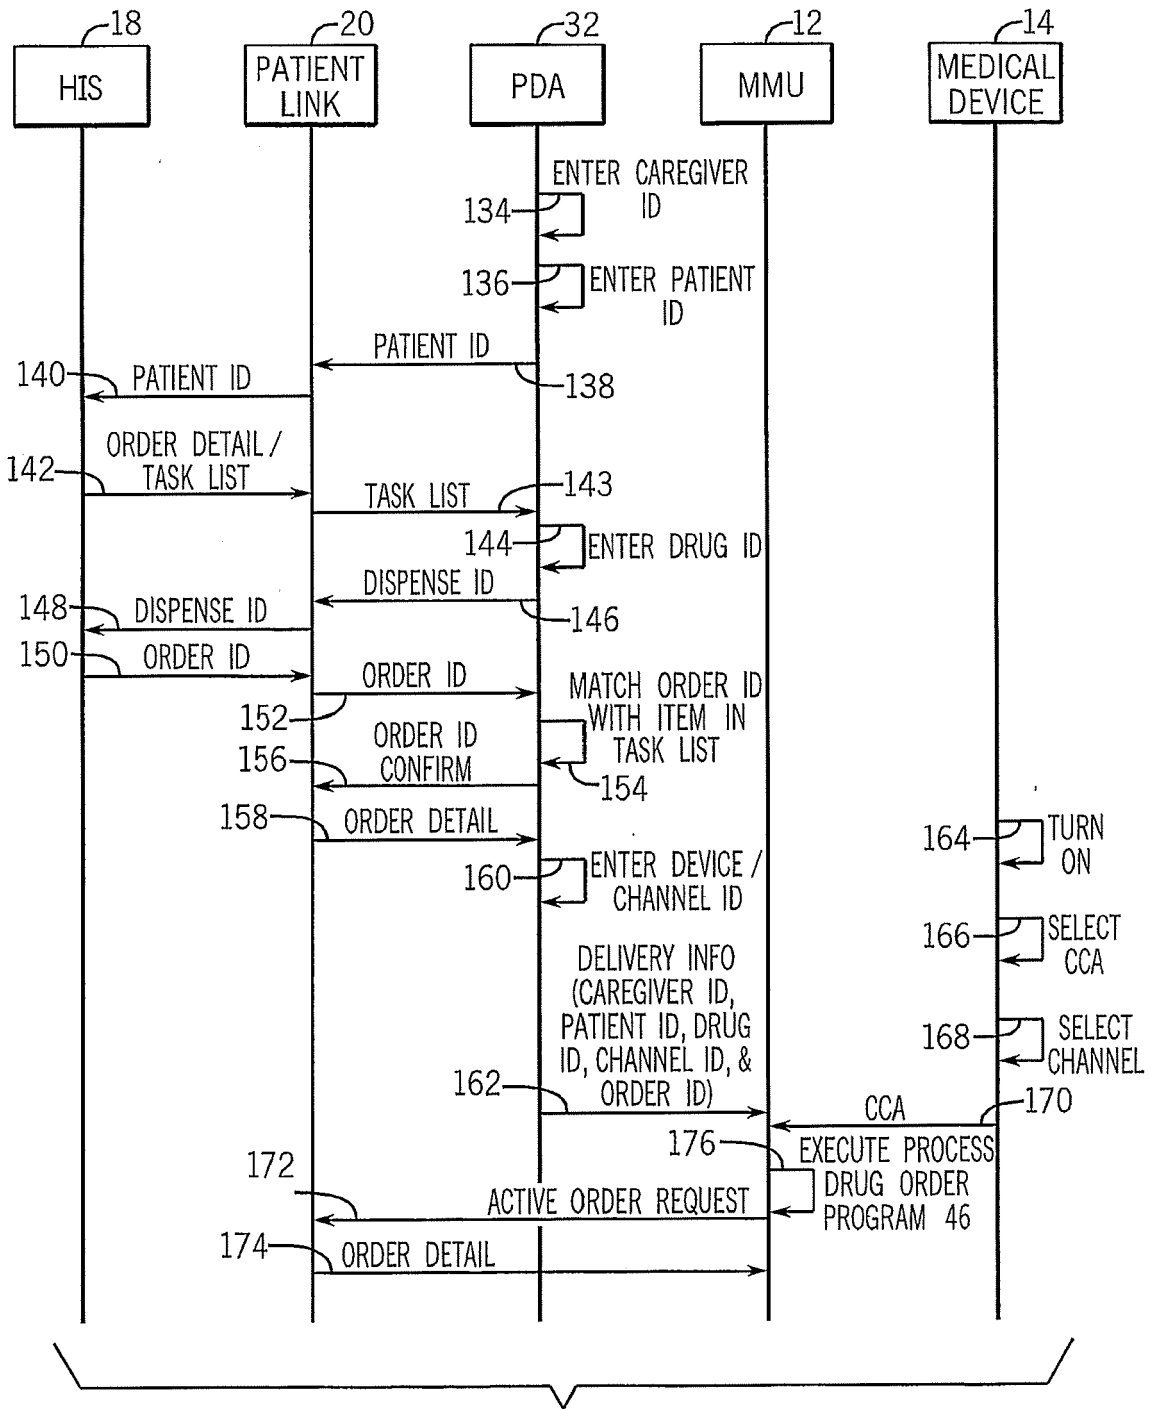 18
20
32
12
14
HIS
PATIENT
LINK
PDA
MMU
MEDICAL
DEVICE
ENTER CAREGIVER
ID
134
136
ENTER PATIENT
ID
PATIENT ID
138
140
PATIENT ID
ORDER DETAIL/
TASK LIST
142
TASK LIST
143
144
ENTER DRUG ID
DISPENSE ID
146
148
DISPENSE ID
150
ORDER ID
ORDER ID
152
MATCH ORDER ID
WITH ITEM IN
TASK LIST
154
ORDER ID
CONFIRM
156
158
ORDER DETAIL
160
ENTER DEVICE/
CHANNEL ID
164
TURN
ON
166
SELECT
CCA
168
SELECT
CHANNEL
DELIVERY INFO
(CAREGIVER ID,
PATIENT ID, DRUG
ID, CHANNEL ID, &
ORDER ID)
162
CCA
170
176
EXECUTE PROCESS
DRUG ORDER
PROGRAM 46
172
ACTIVE ORDER REQUEST
174
ORDER DETAIL